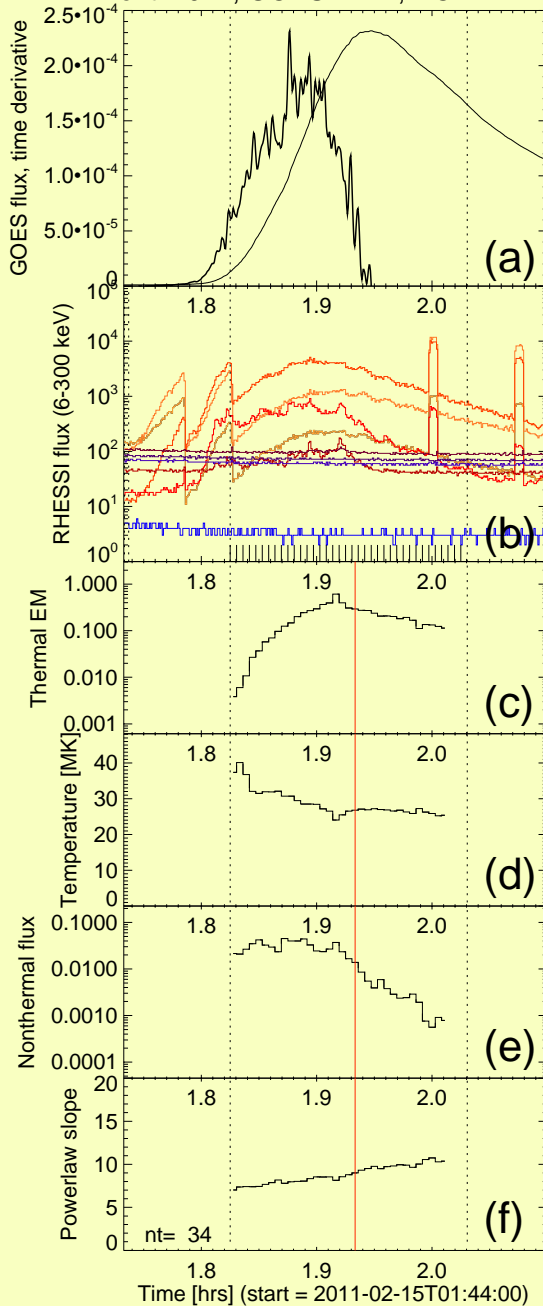 2.5•10⁻⁴
2.0•10⁻⁴
1.5•10⁻⁴
1.0•10⁻⁴
5.0•10⁻⁵
0
GOES flux, time derivative
(a)
1.8 1.9 2.0
10⁴
10³
10²
10¹
10⁰
RHESSI flux (6-300 keV)
(b)
1.8 1.9 2.0
1.000
0.100
0.010
0.001
Thermal EM
(c)
1.8 1.9 2.0
40
30
20
10
0
Temperature [MK]
(d)
1.8 1.9 2.0
0.1000
0.0100
0.0010
0.0001
Nonthermal flux
(e)
1.8 1.9 2.0
20
15
10
5
0
Powerlaw slope
nt= 34
(f)
1.8 1.9 2.0
Time [hrs] (start = 2011-02-15T01:44:00)